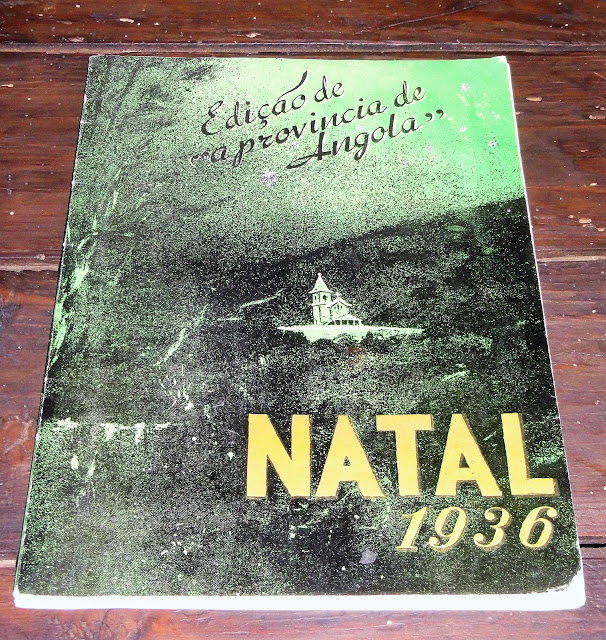 Edição de
"a provincia de
Angola"
NATAL
1936